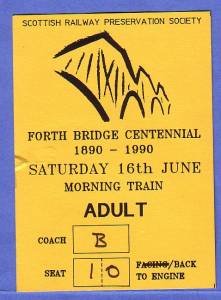 SCOTTISH RAILWAY PRESERVATION SOCIETY
FORTH BRIDGE CENTENNIAL
1890 - 1990
SATURDAY 16th JUNE
MORNING TRAIN
ADULT
COACH B
SEAT 10 FACING/BACK
TO ENGINE